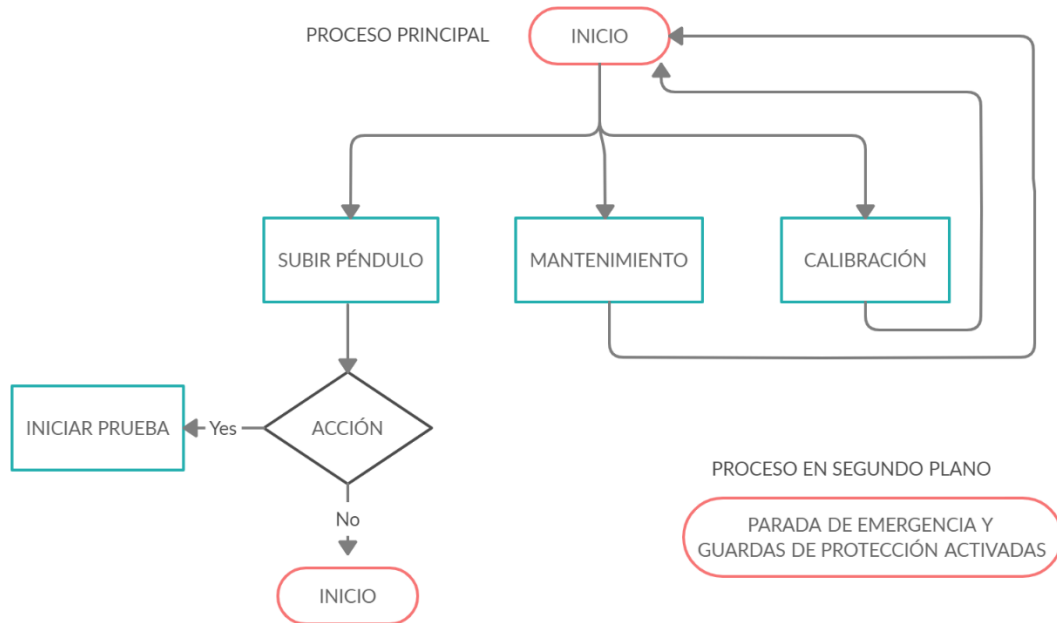 PROCESO PRINCIPAL
INICIO
SUBIR PÉNDULO
MANTENIMIENTO
CALIBRACIÓN
INICIAR PRUEBA
Yes
ACCIÓN
No
INICIO
PROCESO EN SEGUNDO PLANO
PARADA DE EMERGENCIA Y
GUARDAS DE PROTECCIÓN ACTIVADAS